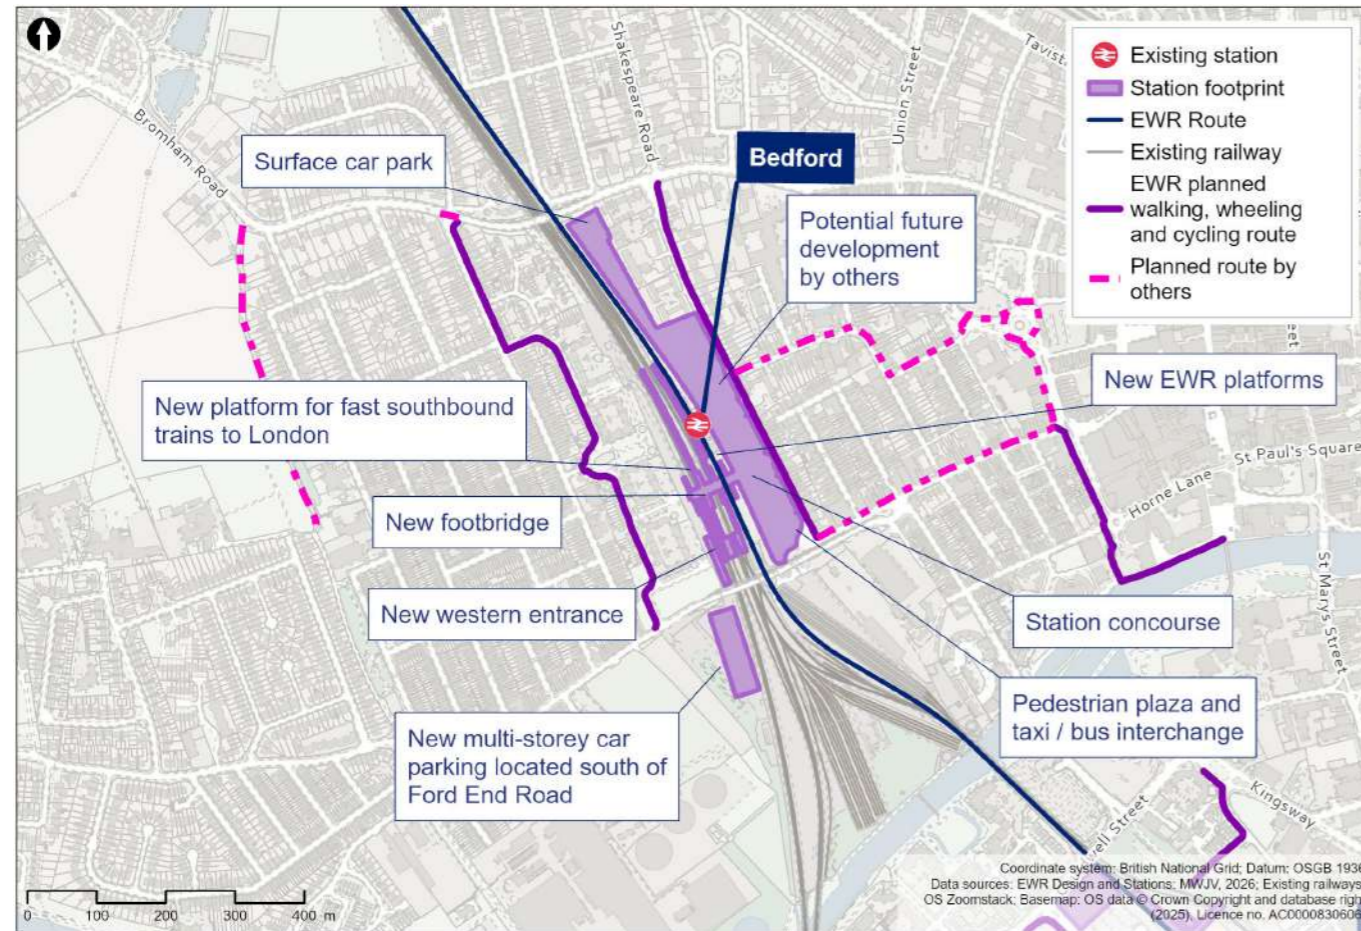 Existing station
Station footprint
EWR Route
Existing railway
EWR planned
walking, wheeling
and cycling route
Planned route by
others
Shakespeare Road
Union Street
Bromham Road
Surface car park
Bedford
Potential future
development
by others
New EWR platforms
New platform for fast southbound
trains to London
St Paul's Square
Horne Lane
New footbridge
St Marys Street
New western entrance
Station concourse
Pedestrian plaza and
taxi / bus interchange
New multi-storey car
parking located south of
Ford End Road
Kingsway
Street
0 100 200 300 400 m
Coordinate system: British National Grid; Datum: OSGB 1936
Data sources: EWR Design and Stations: MWJV, 2026; Existing railways
OS Zoomstack; Basemap: OS data © Crown Copyright and database righ
(2025). Licence no. AC0000830606